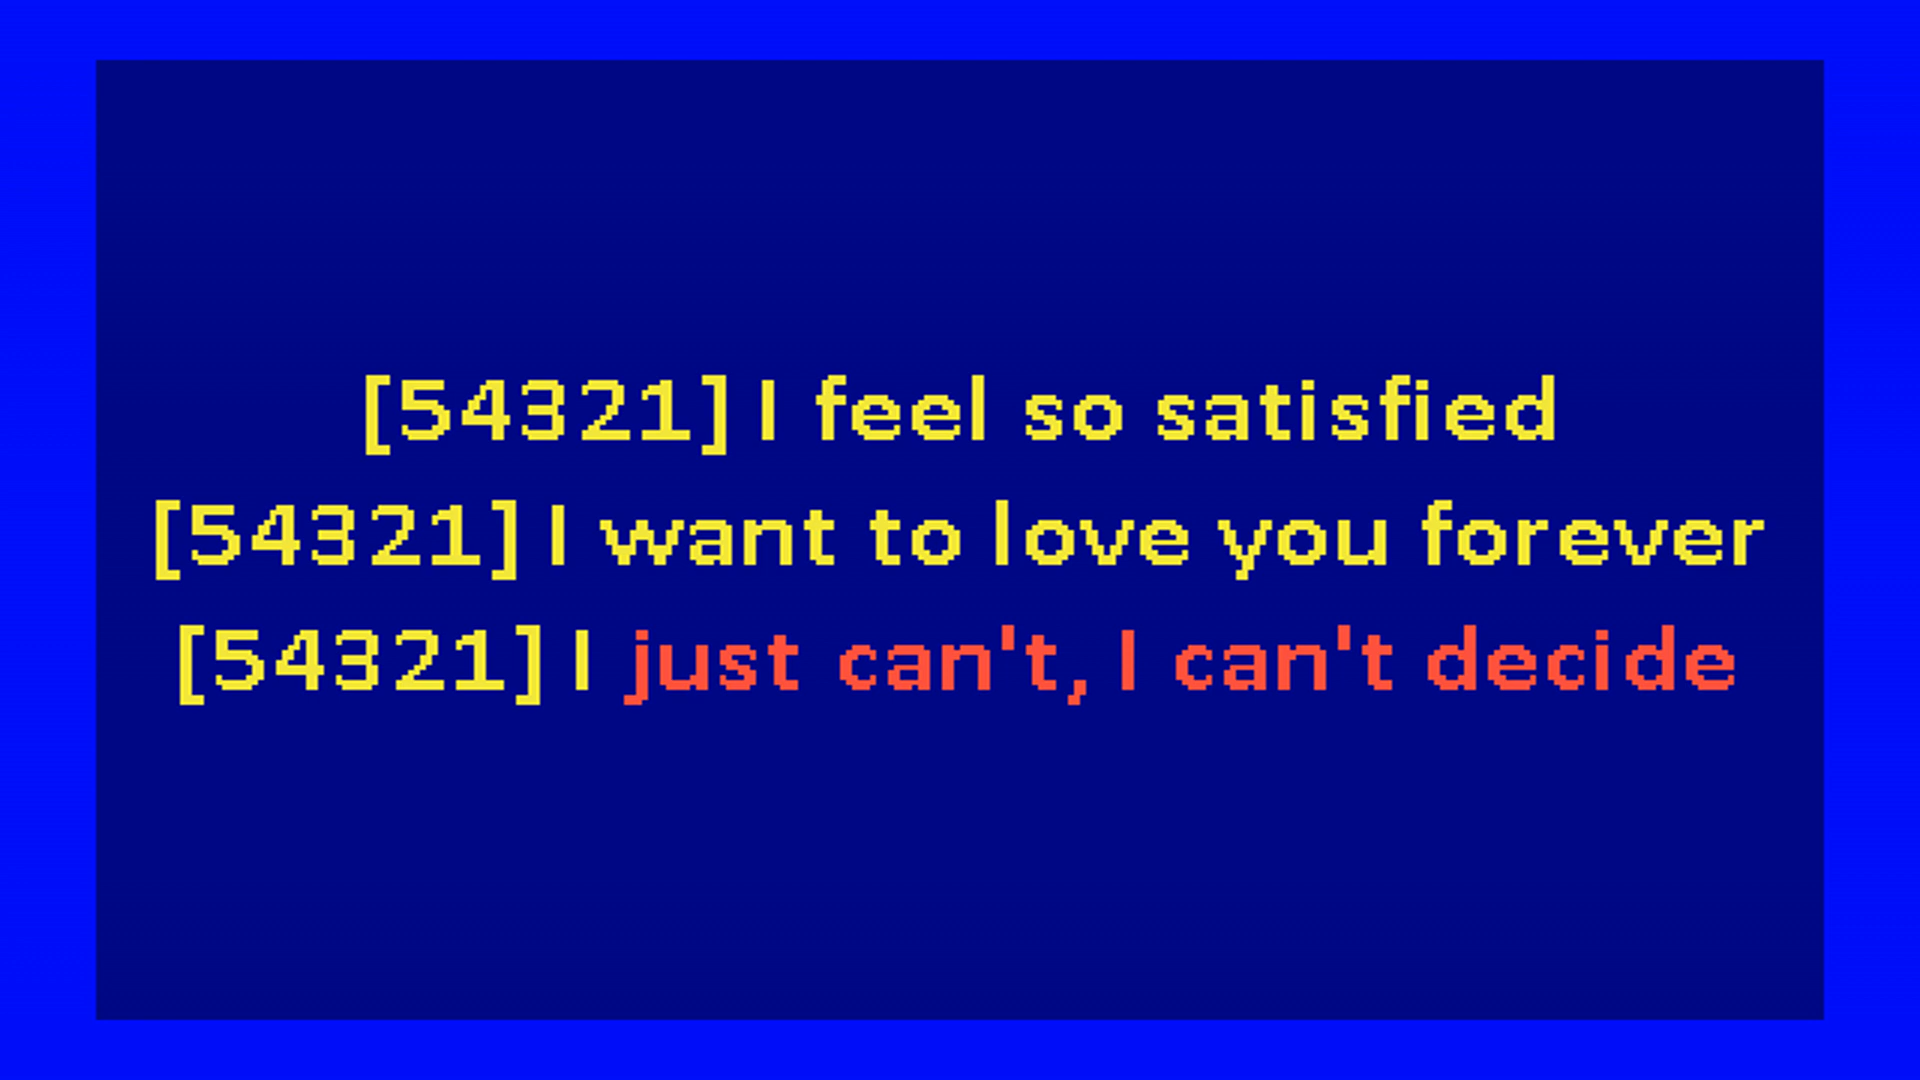 [54321] I feel so satisfied
[54321] I want to love you forever
[54321] I just can't, I can't decide